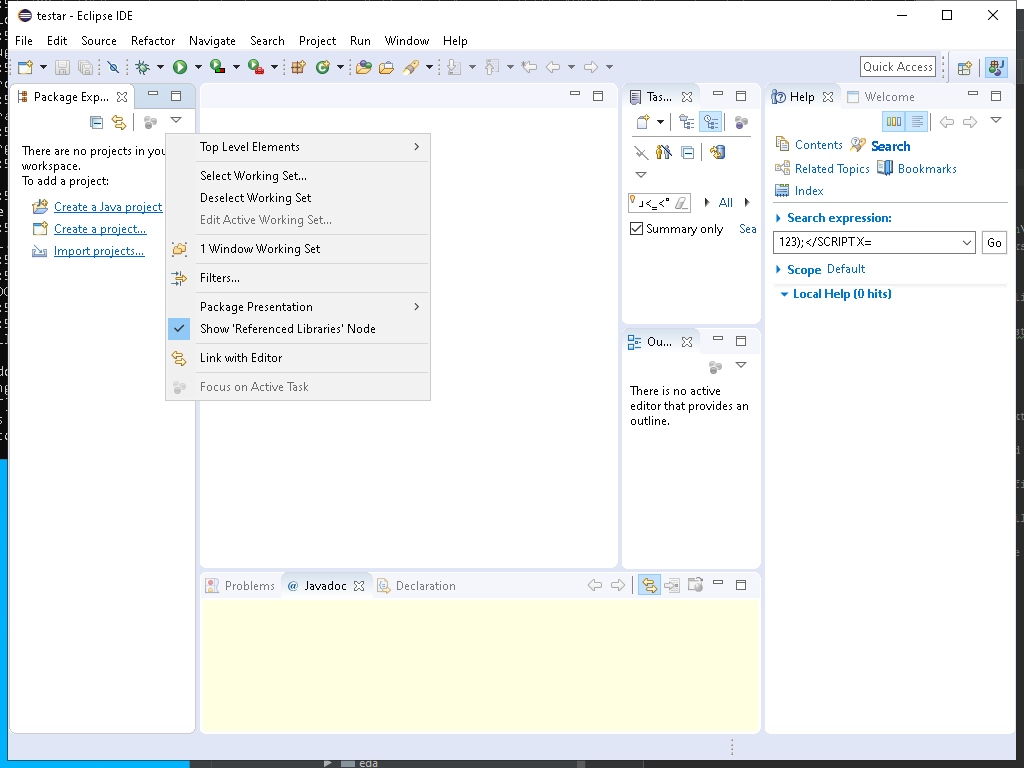 testar - Eclipse IDE
File Edit Source Refactor Navigate Search Project Run Window Help
Quick Access
Package Exp...
There are no projects in you
workspace.
To add a project:
Create a Java project
Create a project...
Import projects...
Top Level Elements
Select Working Set...
Deselect Working Set
Edit Active Working Set...
1 Window Working Set
Filters...
Package Presentation
Show 'Referenced Libraries' Node
Link with Editor
Focus on Active Task
Tas...
All
Summary only Sea
Ou...
There is no active
editor that provides an
outline.
Help Welcome
Contents Search
Related Topics Bookmarks
Index
Search expression:
123);</SCRIPTX= Go
Scope Default
Local Help (0 hits)
Problems @ Javadoc Declaration
eda